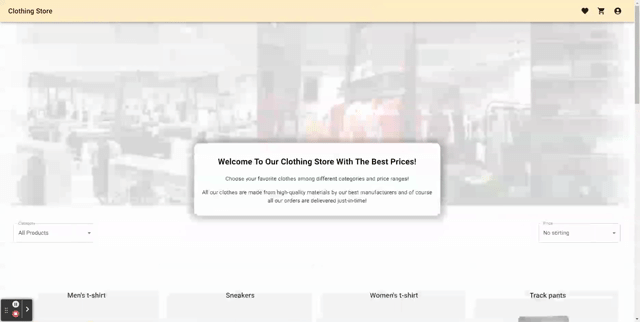 Clothing Store
Welcome To Our Clothing Store With The Best Prices!
Choose your favorite clothes among different categories and price ranges!
All our clothes are made from high-quality materials by our best manufacturers and of course
all our orders are delivered just-in-time!
Category
All Products
Price
No sorting
Men's t-shirt
Sneakers
Women's t-shirt
Track pants